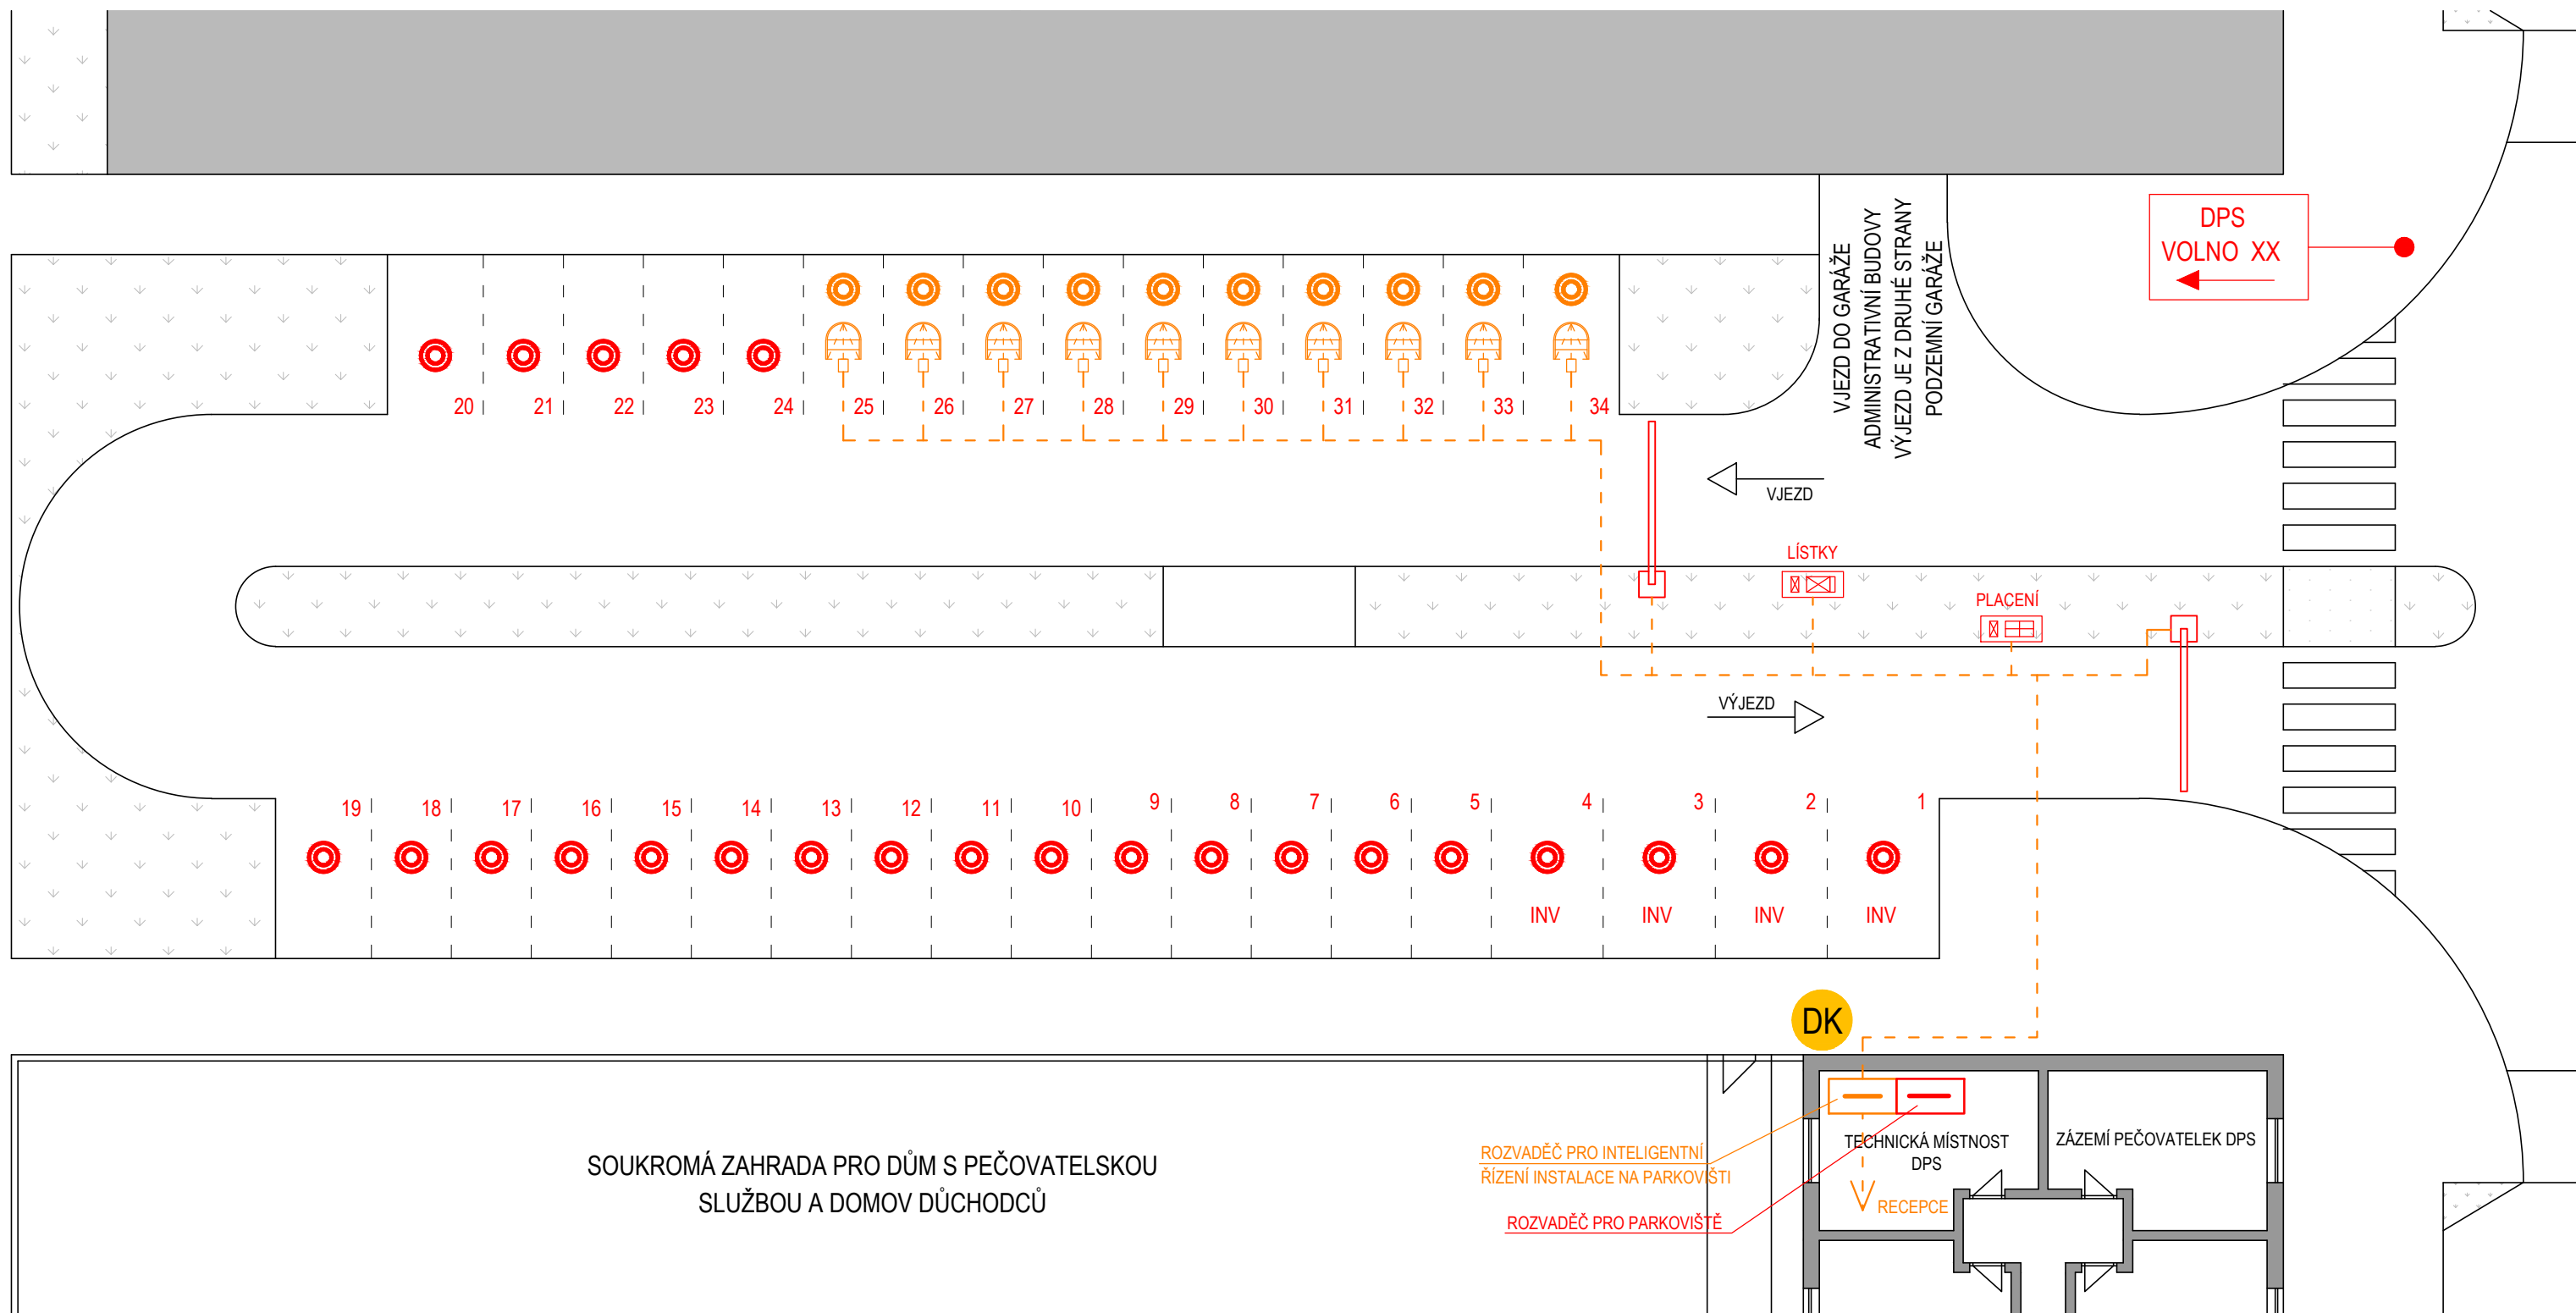 DPS
VOLNO XX
VJEZD DO GARÁŽE
ADMINISTRATIVNÍ BUDOVY
VÝJEZD JE Z DRUHÉ STRANY
PODZEMNÍ GARÁŽE
20 21 22 23 24 25 26 27 28 29 30 31 32 33 34
VJEZD
LÍSTKY
PLACENÍ
VÝJEZD
19 18 17 16 15 14 13 12 11 10 9 8 7 6 5 4 3 2 1
INV INV INV INV
DK
SOUKROMÁ ZAHRADA PRO DŮM S PEČOVATELSKOU
SLUŽBOU A DOMOV DŮCHODCŮ
ROZVADĚČ PRO INTELIGENTNÍ
ŘÍZENÍ INSTALACE NA PARKOVIŠTI
ROZVADĚČ PRO PARKOVIŠTĚ
TECHNICKÁ MÍSTNOST
DPS
RECEPCE
ZÁZEMÍ PEČOVATELEK DPS